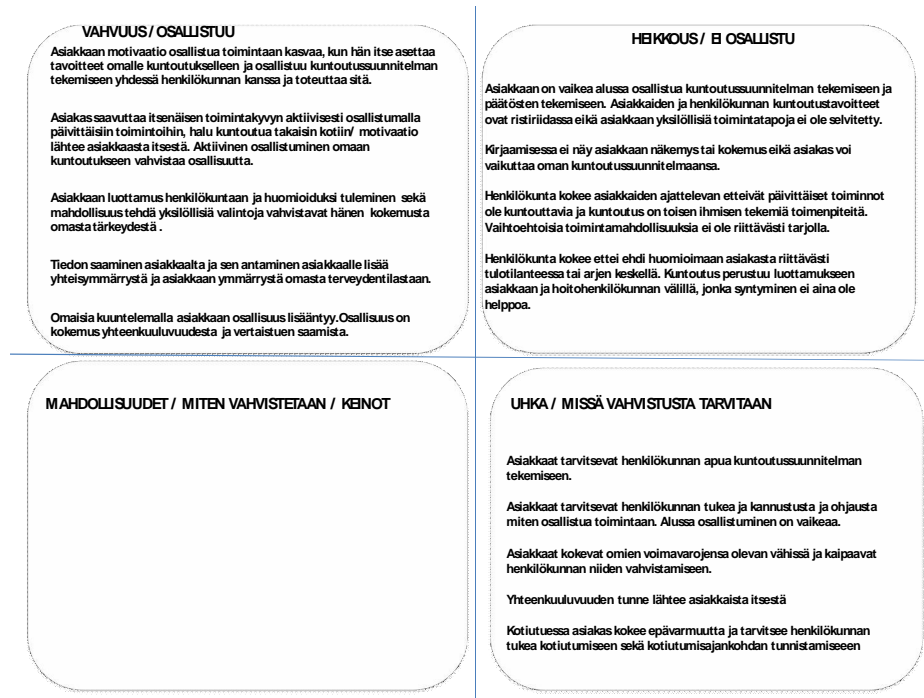 VAHVUUS / OSALLISTUU
Asiakkaan motivaatio osallistua toimintaan kasvaa, kun hän itse asettaa
tavoitteet omalle kuntoutukselleen ja osallistuu kuntoutussuunnitelman
tekemiseen yhdessä henkilökunnan kanssa ja toteuttaa sitä.
Asiakas saavuttaa itsenäisen toimintakyvyn aktiivisesti osallistumalla
päivittäisiin toimintoihin, halu kuntoutua takaisin kotiin/ motivaatio
lähtee asiakkaasta itsestä. Aktiivinen osallistuminen omaan
kuntoutukseen vahvistaa osallisuutta.
Asiakkaan luottamus henkilökuntaan ja huomioiduksi tuleminen sekä
mahdollisuus tehdä yksilöllisiä valintoja vahvistavat hänen kokemusta
omasta tärkeydestä .
Tiedon saaminen asiakkaalta ja sen antaminen asiakkaalle lisää
yhteisymmärrystä ja asiakkaan ymmärrystä omasta terveydentilastaan.
Omaisia kuuntelemalla asiakkaan osallisuus lisääntyy.Osallisuus on
kokemus yhteenkuuluvuudesta ja vertaistuen saamista.
HEIKKOUS / EI OSALLISTU
Asiakkaan on vaikea alussa osallistua kuntoutussuunnitelman tekemiseen ja
päätösten tekemiseen. Asiakkaiden ja henkilökunnan kuntoutustavoitteet
ovat ristiriidassa eikä asiakkaan yksilöllisiä toimintatapoja ei ole selvitetty.
Kirjaamisessa ei näy asiakkaan näkemys tai kokemus eikä asiakas voi
vaikuttaa oman kuntoutussuunnitelmaansa.
Henkilökunta kokee asiakkaiden ajattelevan etteivät päivittäiset toiminnot
ole kuntouttavia ja kuntoutus on toisen ihmisen tekemiä toimenpiteitä.
Vaihtoehtoisia toimintamahdollisuuksia ei ole riittävästi tarjolla.
Henkilökunta kokee ettei ehdi huomioimaan asiakasta riittävästi
tulotilanteessa tai arjen keskellä. Kuntoutus perustuu luottamukseen
asiakkaan ja hoitohenkilökunnan välillä, jonka syntyminen ei aina ole
helppoa.
MAHDOLLISUUDET / MITEN VAHVISTETAAN / KEINOT
UHKA / MISSÄ VAHVISTUSTA TARVITAAN
Asiakkaat tarvitsevat henkilökunnan apua kuntoutussuunnitelman
tekemiseen.
Asiakkaat tarvitsevat henkilökunnan tukea ja kannustusta ja ohjausta
miten osallistua toimintaan. Alussa osallistuminen on vaikeaa.
Asiakkaat kokevat omien voimavarojensa olevan vähissä ja kaipaavat
henkilökunnan niiden vahvistamiseen.
Yhteenkuuluvuuden tunne lähtee asiakkaista itsestä
Kotiutuessa asiakas kokee epävarmuutta ja tarvitsee henkilökunnan
tukea kotiutumiseen sekä kotiutumisajankohdan tunnistamiseeen